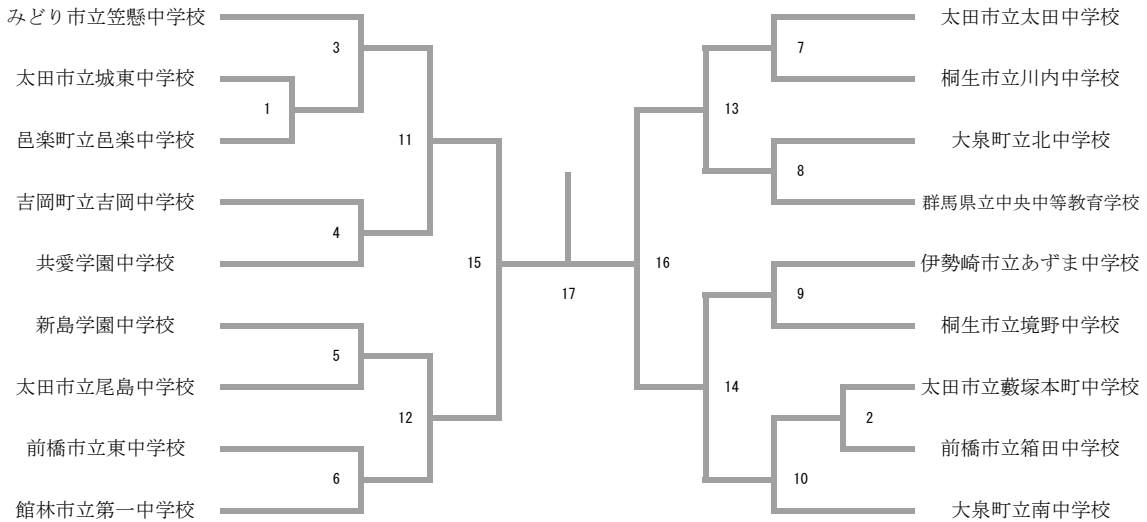 みどり市立笠懸中学校
太田市立城東中学校
邑楽町立邑楽中学校
吉岡町立吉岡中学校
共愛学園中学校
新島学園中学校
太田市立尾島中学校
前橋市立東中学校
館林市立第一中学校
3
1
11
4
15
5
12
6
17
16
13
7
8
14
9
2
10
太田市立太田中学校
桐生市立川内中学校
大泉町立北中学校
群馬県立中央中等教育学校
伊勢崎市立あずま中学校
桐生市立境野中学校
太田市立藪塚本町中学校
前橋市立箱田中学校
大泉町立南中学校